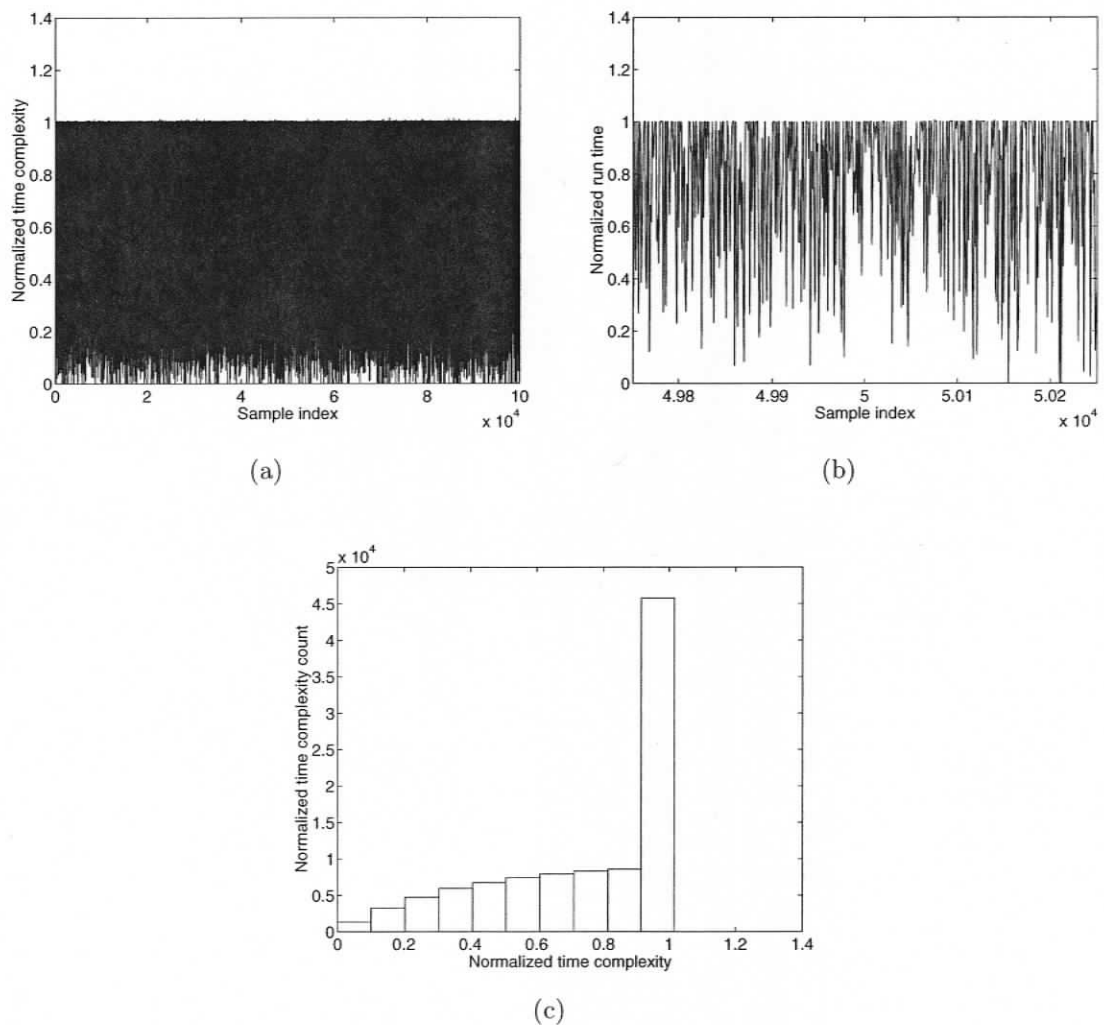 1.4
1.2
1
0.8
0.6
0.4
0.2
0
Normalized time complexity
0 2 4 6 8 10
Sample index
x 10^4
(a)
1.4
1.2
1
0.8
0.6
0.4
0.2
0
Normalized run time
4.98 4.99 5 5.01 5.02
Sample index
x 10^4
(b)
x 10^4
5
4.5
4
3.5
3
2.5
2
1.5
1
0.5
0
Normalized time complexity count
0 0.2 0.4 0.6 0.8 1 1.2 1.4
Normalized time complexity
(c)